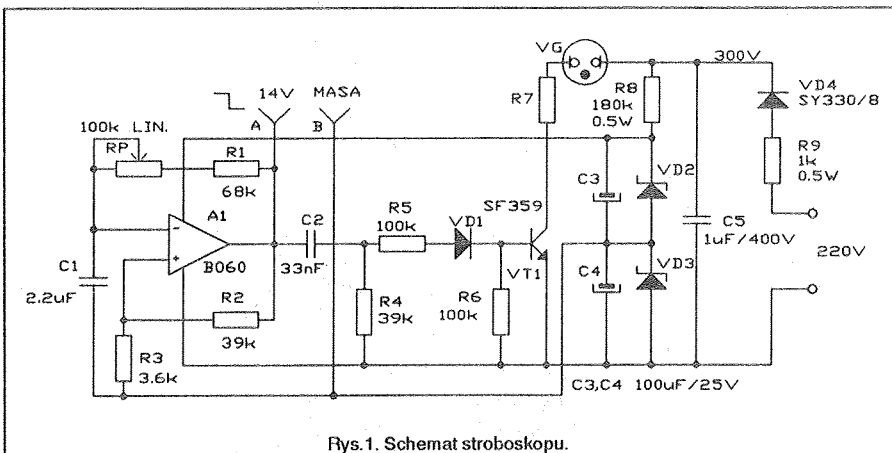 VG
14V MASA
300V
A
B
R7
R8
180k
0.5W
VD4
SY330/8
100k LIN.
RP
R1
68k
R9
1k
0.5W
A1
-
+
B060
C2
33nF
R5
100k
VD1
SF359
VT1
C3
VD2
C5
1uF/400V
C1
2.2uF
R2
39k
R4
39k
R6
100k
C4
VD3
220V
R3
3.6k
C3,C4 100uF/25V
Rys.1. Schemat stroboskopu.